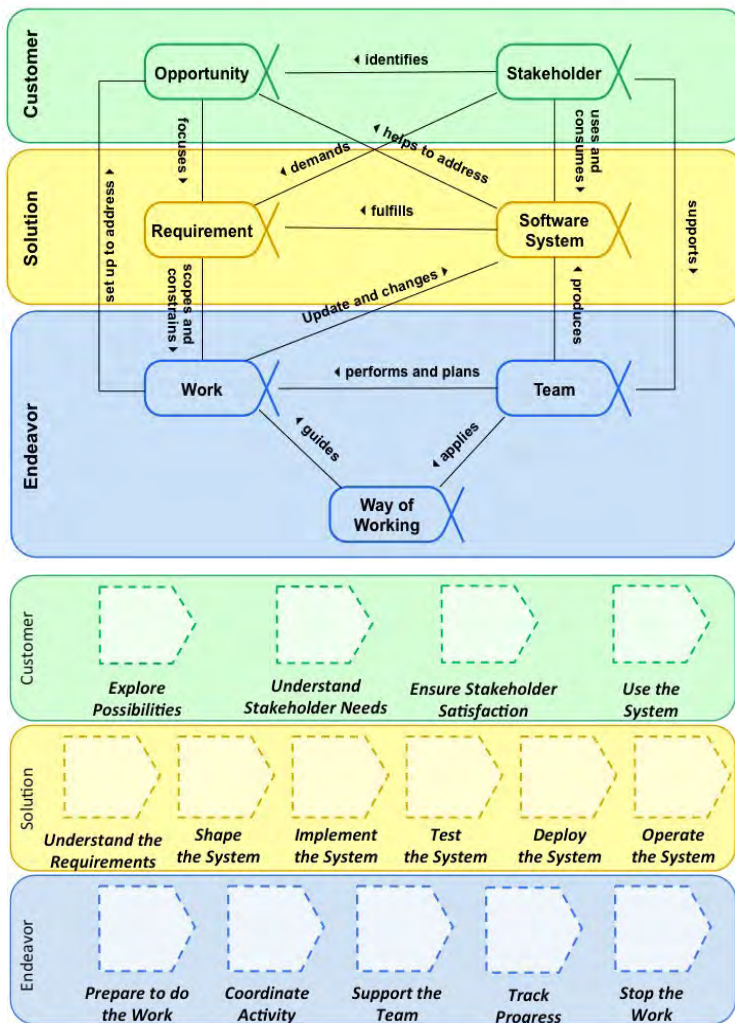 Customer
Opportunity
◂ identifies
Stakeholder
focuses ▸
◂ demands
◂ helps to address
uses and
consumes ▸
set up to address ▸
supports ▸
Solution
Requirement
◂ fulfills
Software
System
scopes and
constrains ▸
Update and changes ▸
◂ produces
Endeavor
Work
◂ performs and plans
Team
◂ guides
◂ applies
Way of
Working
Customer
Explore
Possibilities
Understand
Stakeholder Needs
Ensure Stakeholder
Satisfaction
Use the
System
Solution
Understand the
Requirements
Shape
the System
Implement
the System
Test
the System
Deploy
the System
Operate
the System
Endeavor
Prepare to do
the Work
Coordinate
Activity
Support the
Team
Track
Progress
Stop the
Work